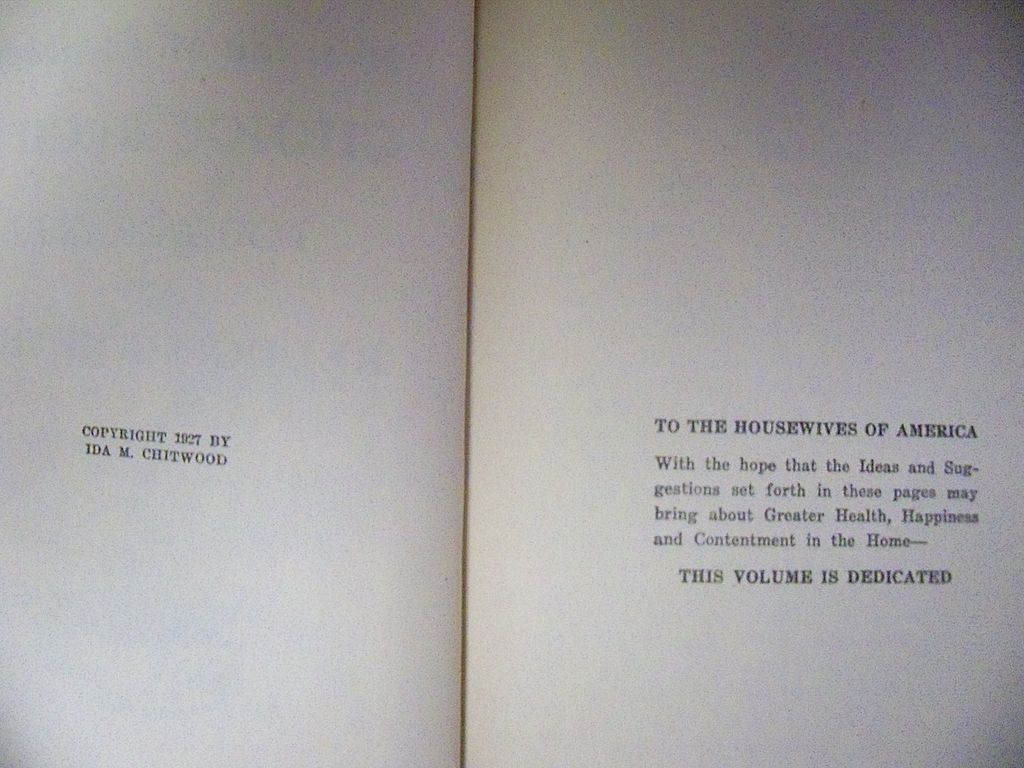 COPYRIGHT 1927 BY
IDA M. CHITWOOD
TO THE HOUSEWIVES OF AMERICA
With the hope that the Ideas and Sug-
gestions set forth in these pages may
bring about Greater Health, Happiness
and Contentment in the Home—
THIS VOLUME IS DEDICATED